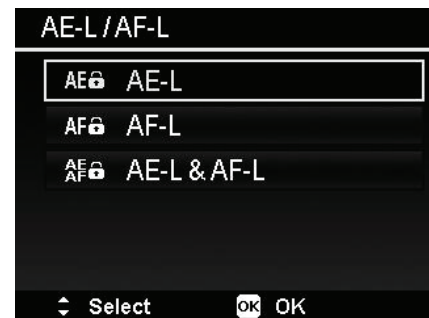 AE-L / AF-L
AE AE-L
AF AF-L
AE AF AE-L & AF-L
Select OK OK